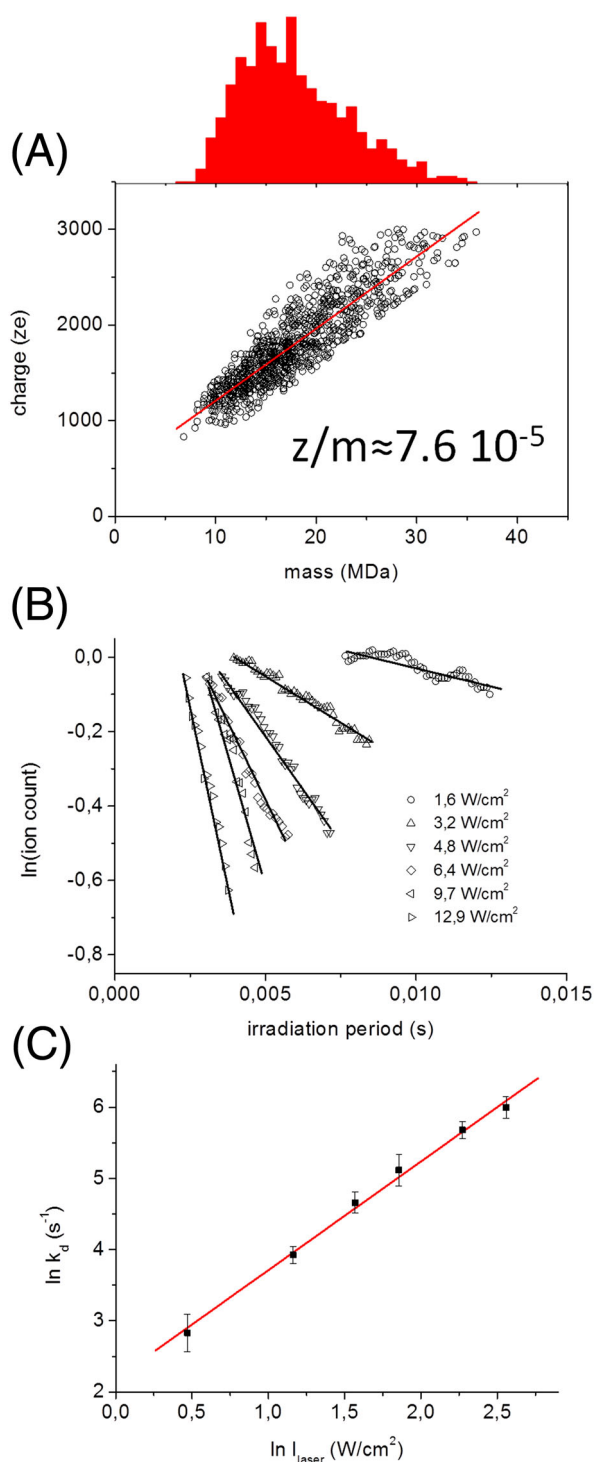 (A)
3000
2000
1000
0
charge (ze)
z/m≈7.6 10⁻⁵
0 10 20 30 40
mass (MDa)
(B)
0,0
-0,2
-0,4
-0,6
-0,8
ln(ion count)
1,6 W/cm²
3,2 W/cm²
4,8 W/cm²
6,4 W/cm²
9,7 W/cm²
12,9 W/cm²
0,000 0,005 0,010 0,015
irradiation period (s)
(C)
6
5
4
3
2
ln k_d (s⁻¹)
0,0 0,5 1,0 1,5 2,0 2,5
ln I_laser (W/cm²)